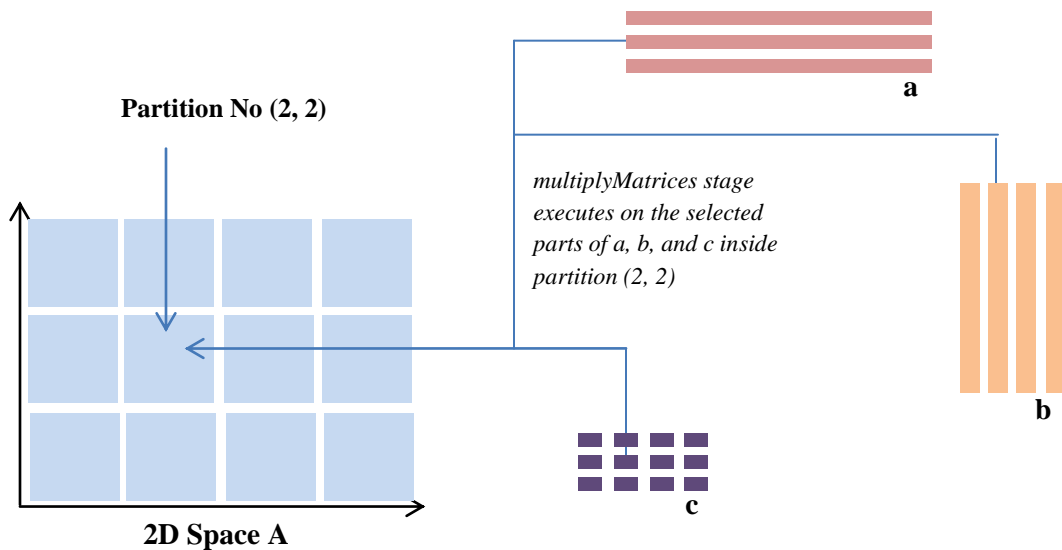 a
Partition No (2, 2)
multiplyMatrices stage
executes on the selected
parts of a, b, and c inside
partition (2, 2)
b
c
2D Space A